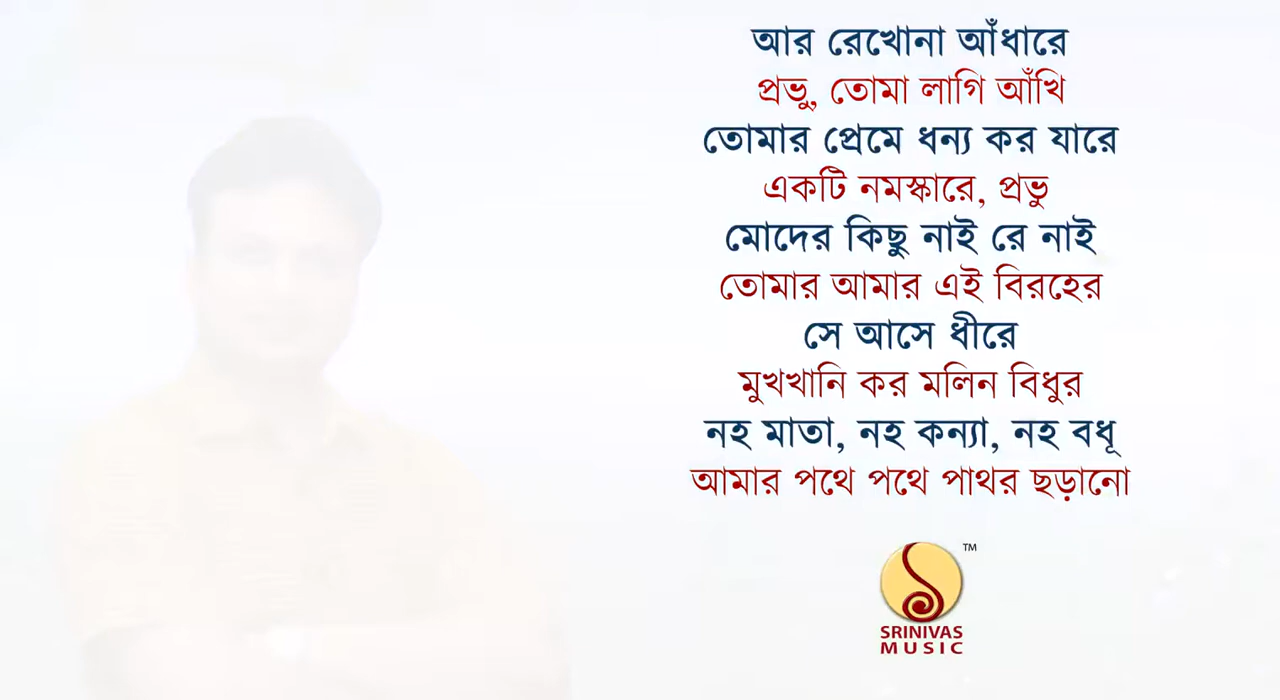 আর রেখোনা আঁধারে
প্রভু, তোমা লাগি আঁখি
তোমার প্রেমে ধন্য কর যারে
একটি নমস্কারে, প্রভু
মোদের কিছু নাই রে নাই
তোমার আমার এই বিরহের
সে আসে ধীরে
মুখখানি কর মলিন বিধুর
নহ মাতা, নহ কন্যা, নহ বধূ
আমার পথে পথে পাথর ছড়ানো
TM
SRINIVAS
MUSIC